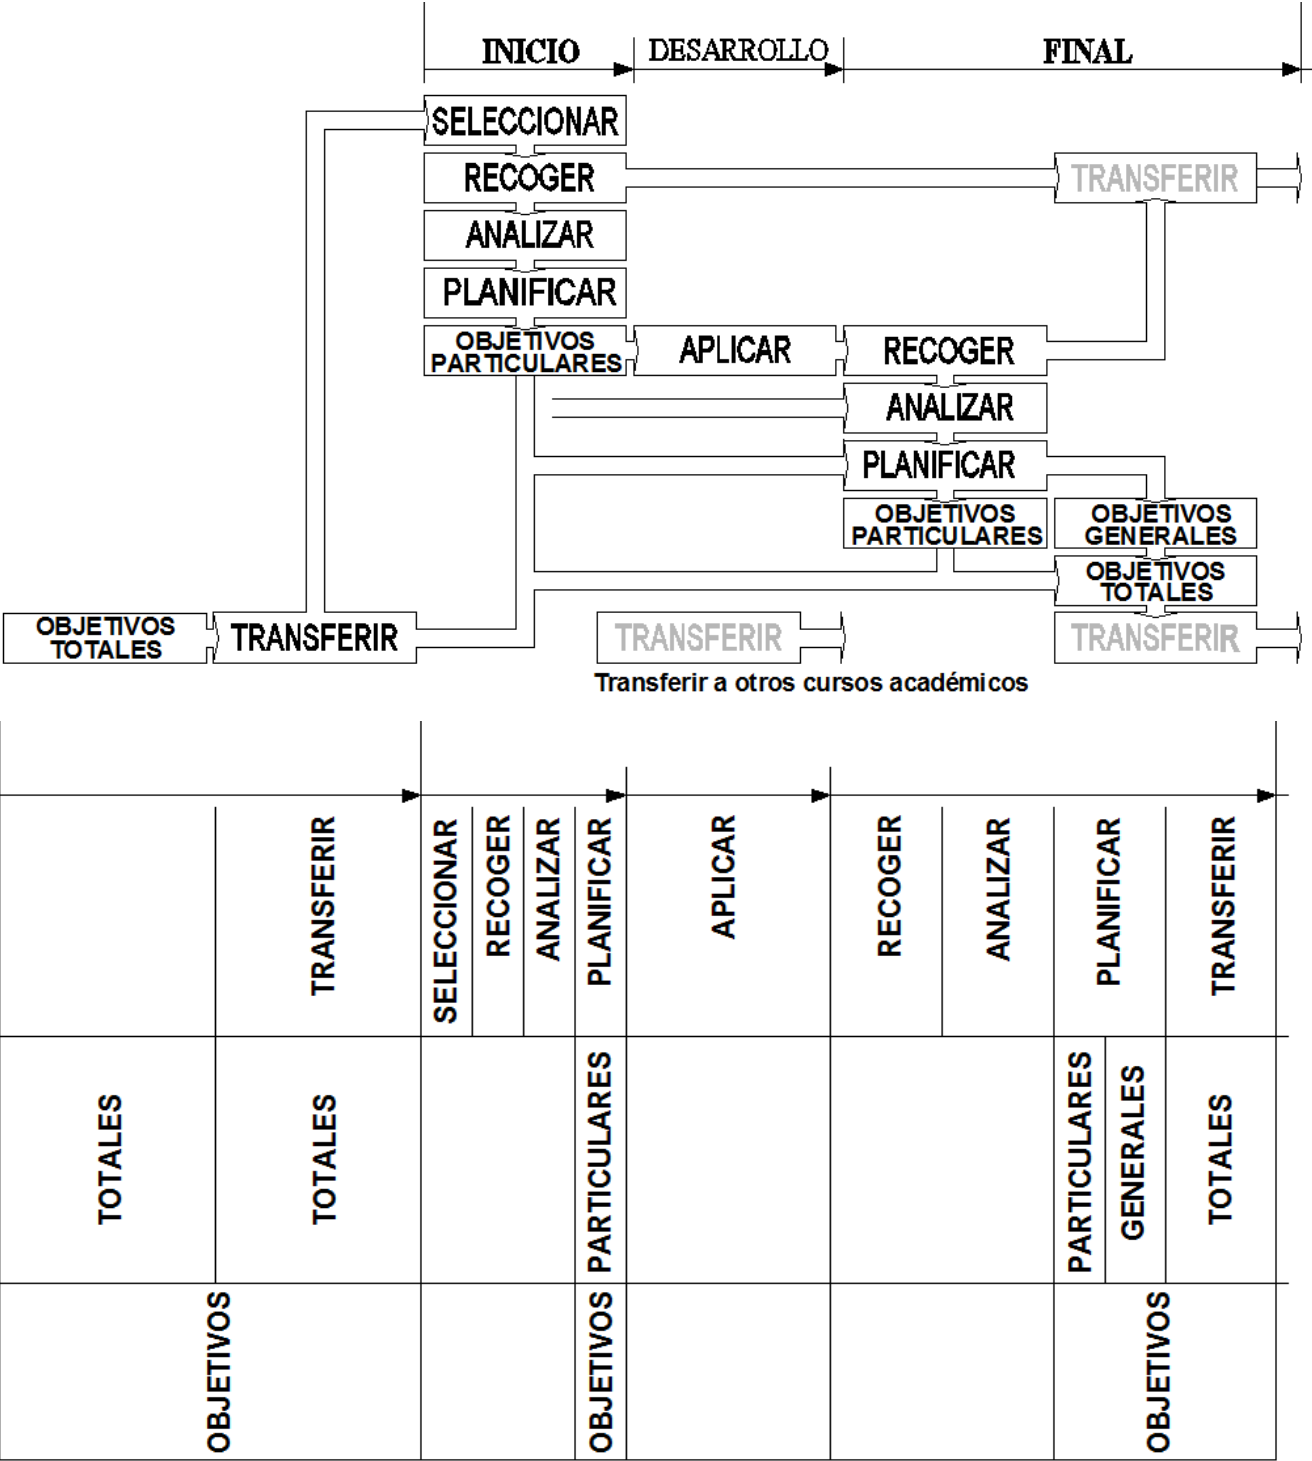 INICIO DESARROLLO FINAL
SELECCIONAR
RECOGER TRANSFERIR
ANALIZAR
PLANIFICAR
OBJETIVOS
PARTICULARES
APLICAR
RECOGER
ANALIZAR
PLANIFICAR
OBJETIVOS
PARTICULARES
OBJETIVOS
GENERALES
OBJETIVOS
TOTALES
OBJETIVOS
TOTALES
TRANSFERIR
TRANSFERIR
TRANSFERIR
Transferir a otros cursos académicos
TRANSFERIR
SELECCIONAR
RECOGER
ANALIZAR
PLANIFICAR
APLICAR
RECOGER
ANALIZAR
PLANIFICAR
TRANSFERIR
TOTALES
TOTALES
PARTICULARES
PARTICULARES
GENERALES
TOTALES
OBJETIVOS
OBJETIVOS
OBJETIVOS